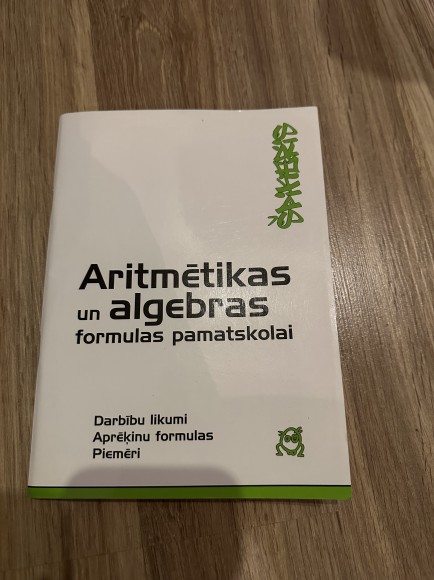 Aritmētikas
un algebras
formulas pamatskolai
Darbību likumi
Aprēķinu formulas
Piemēri